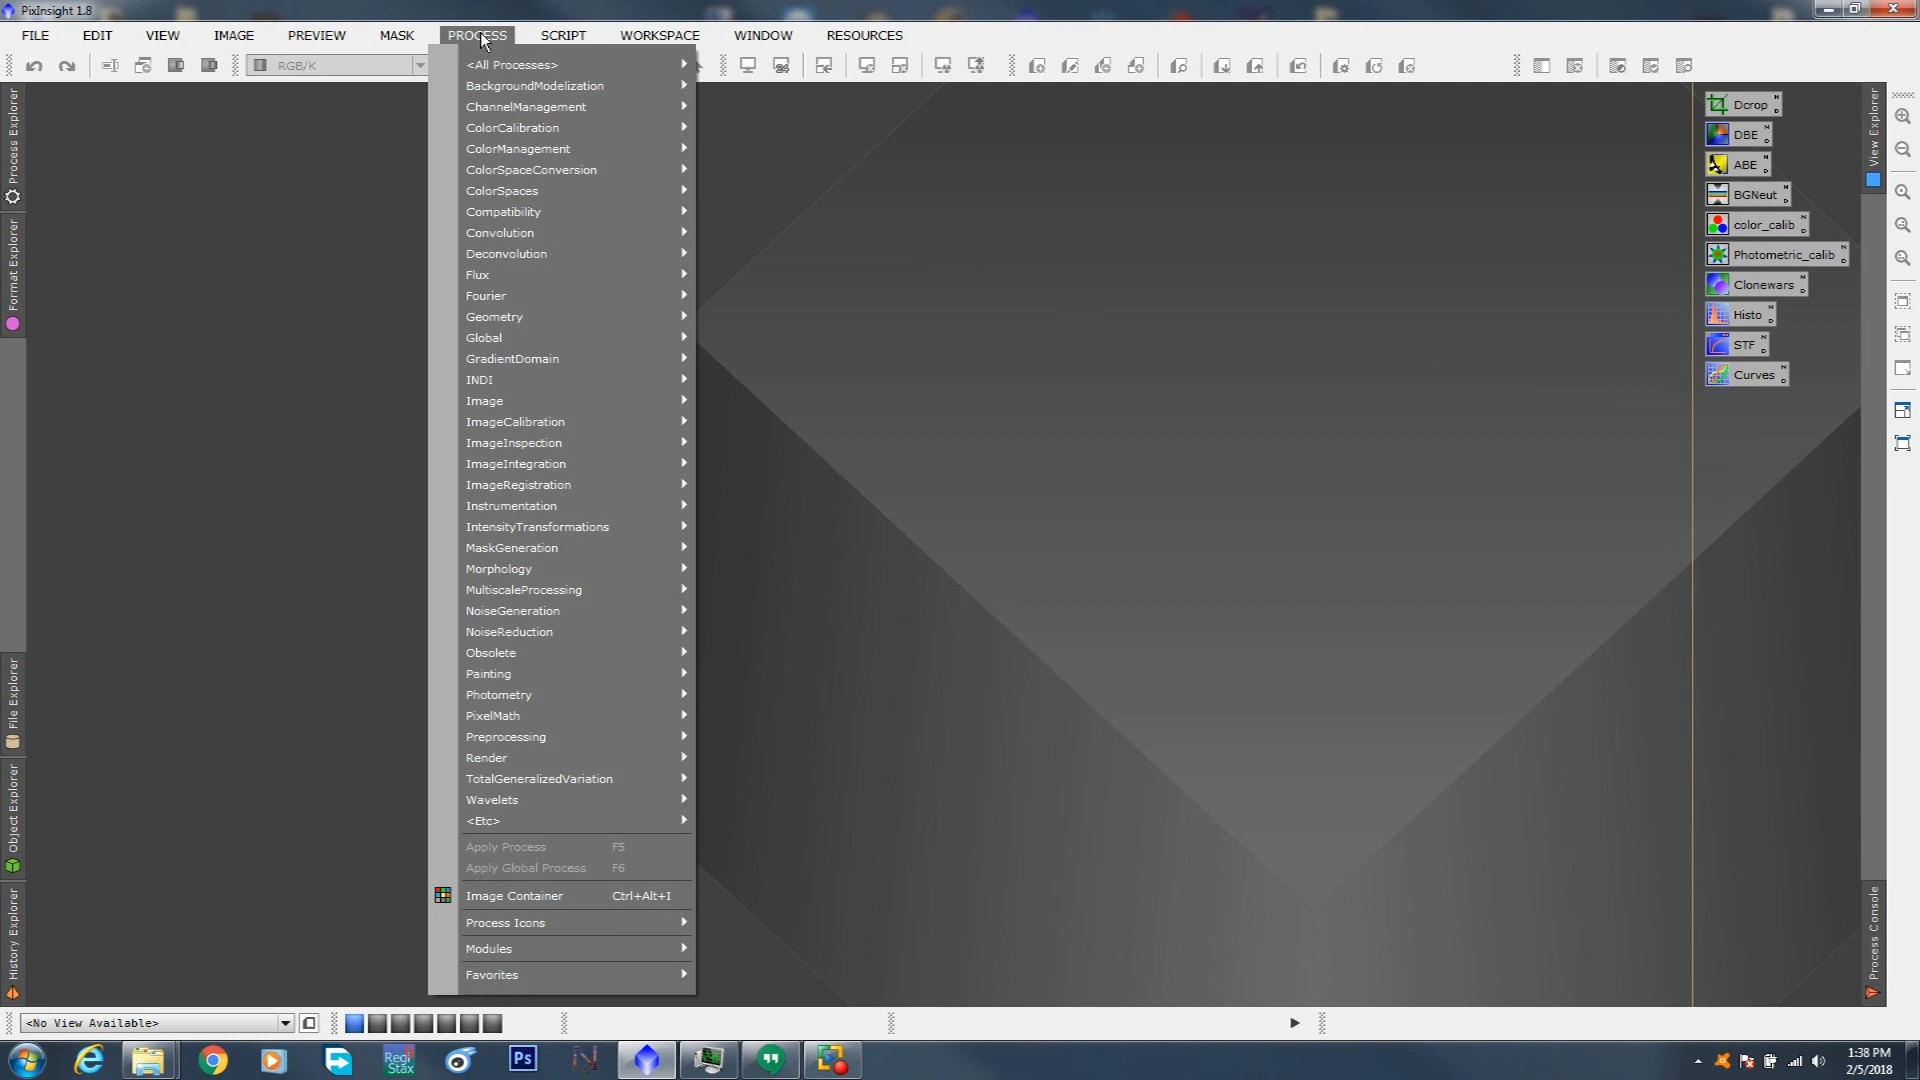 PixInsight 1.8
FILE EDIT VIEW IMAGE PREVIEW MASK PROCESS SCRIPT WORKSPACE WINDOW RESOURCES
RGB/K
<All Processes>
BackgroundModelization
ChannelManagement
ColorCalibration
ColorManagement
ColorSpaceConversion
ColorSpaces
Compatibility
Convolution
Deconvolution
Flux
Fourier
Geometry
Global
GradientDomain
INDI
Image
ImageCalibration
ImageInspection
ImageIntegration
ImageRegistration
Instrumentation
IntensityTransformations
MaskGeneration
Morphology
MultiscaleProcessing
NoiseGeneration
NoiseReduction
Obsolete
Painting
Photometry
PixelMath
Preprocessing
Render
TotalGeneralizedVariation
Wavelets
<Etc>
Apply Process F5
Apply Global Process F6
Image Container Ctrl+Alt+I
Process Icons
Modules
Favorites
Process Explorer
Format Explorer
File Explorer
Object Explorer
History Explorer
Dcrop N D
DBE N D
ABE N D
BGNeut N D
color_calib N D
Photometric_calib N D
Clonewars N D
Histo N D
STF N D
Curves N D
View Explorer
Process Console
<No View Available>
Regi Stax
Ps
N
1:38 PM
2/5/2018